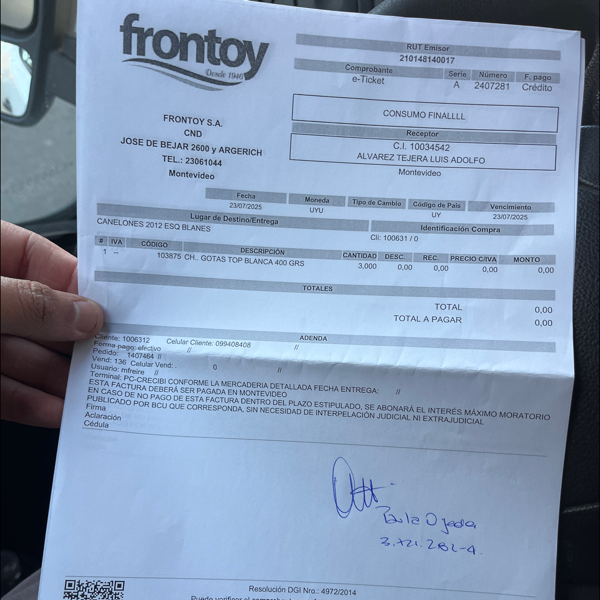 frontoy
Desde 1946
RUT Emisor
210148140017
Comprobante Serie Número F. pago
e-Ticket A 2407281 Crédito
CONSUMO FINALLLL
Receptor
C.I. 10034542
ALVAREZ TEJERA LUIS ADOLFO
Montevideo
FRONTOY S.A.
CND
JOSE DE BEJAR 2600 y ARGERICH
TEL.: 23061044
Montevideo
Fecha Moneda Tipo de Cambio Código de País Vencimiento
23/07/2025 UYU UY 23/07/2025
Lugar de Destino/Entrega Identificación Compra
CANELONES 2012 ESQ BLANES Cli: 100631 / 0
# IVA CÓDIGO DESCRIPCIÓN CANTIDAD DESC. REC. PRECIO C/IVA MONTO
1 -- 103875 CH.. GOTAS TOP BLANCA 400 GRS 3,000 0,00 0,00 0,00 0,00
TOTALES
TOTAL 0,00
TOTAL A PAGAR 0,00
ADENDA
Cliente: 1006312 Celular Cliente: 099408408 //
Forma pago: efectivo //
Pedido: 1407464 //
Vend: 136 Celular Vend: . 0 //
Usuario: mfreire //
Terminal: PC-CRECIBI CONFORME LA MERCADERIA DETALLADA FECHA ENTREGA: //
ESTA FACTURA DEBERÁ SER PAGADA EN MONTEVIDEO
EN CASO DE NO PAGO DE ESTA FACTURA DENTRO DEL PLAZO ESTIPULADO, SE ABONARÁ EL INTERÉS MÁXIMO MORATORIO
PUBLICADO POR BCU QUE CORRESPONDA, SIN NECESIDAD DE INTERPELACIÓN JUDICIAL NI EXTRAJUDICIAL
Firma
Aclaración
Cédula
Paula Ojeda
Resolución DGI Nro.: 4972/2014
Puede verificar el